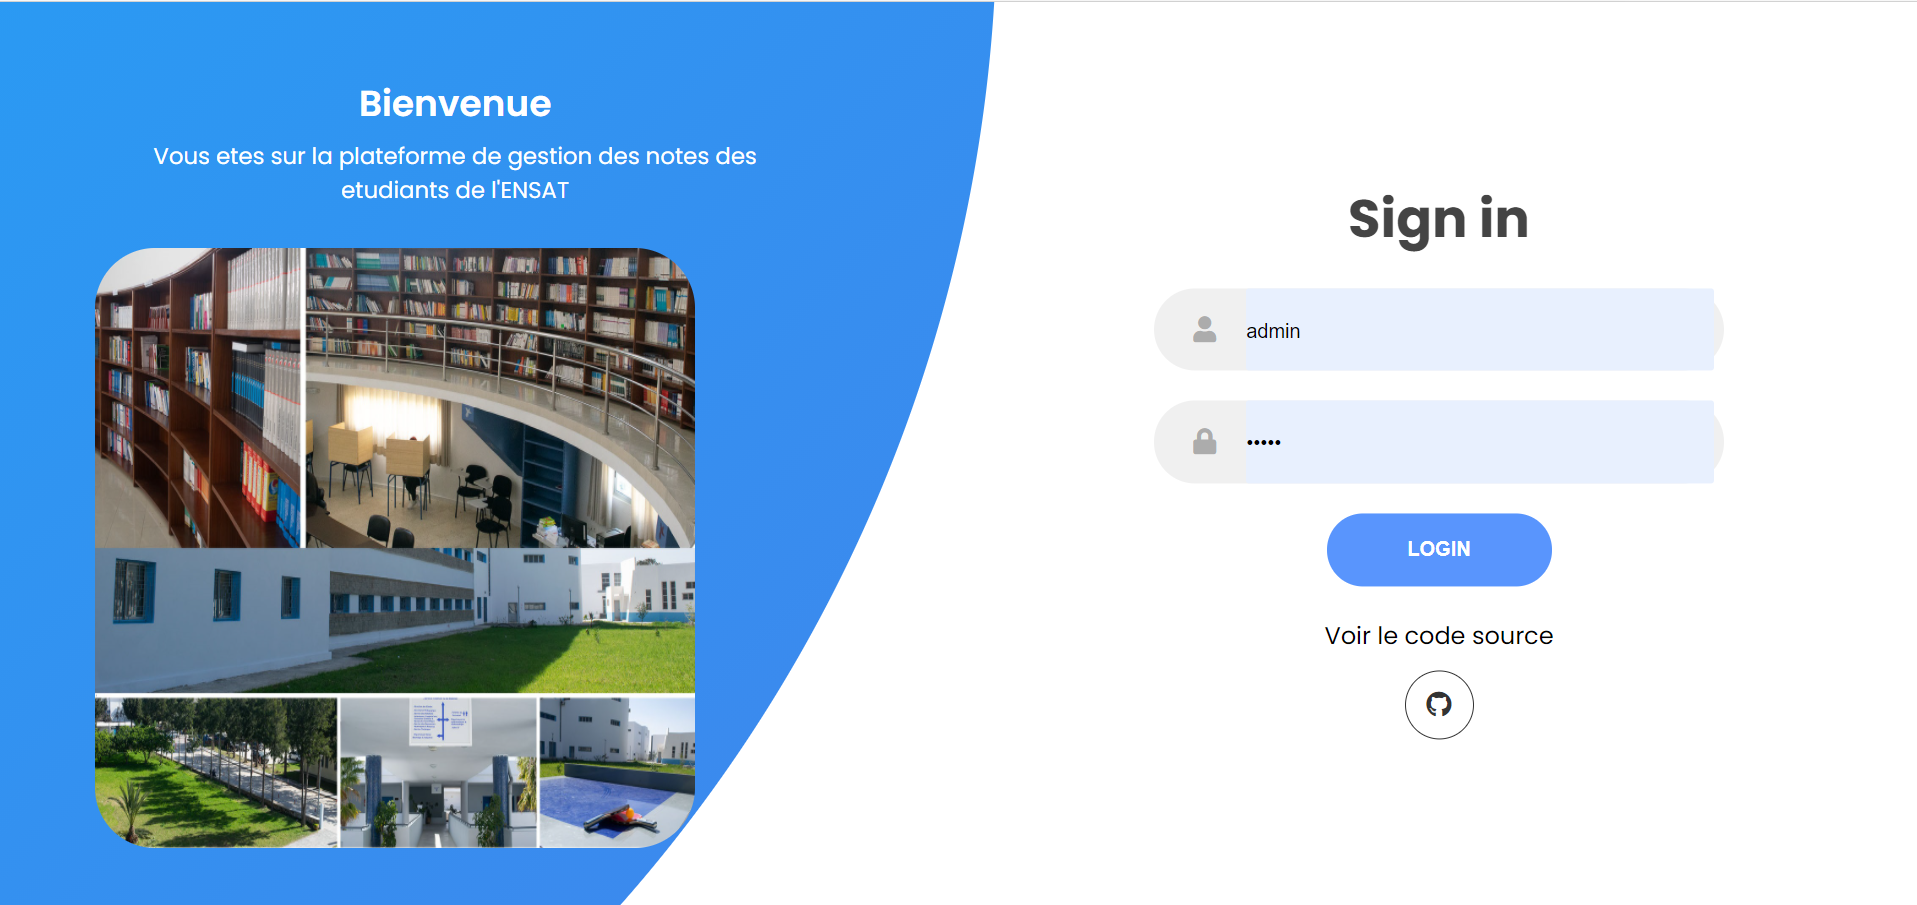 Bienvenue
Vous etes sur la plateforme de gestion des notes des
etudiants de l'ENSAT
Sign in
admin
•••••
LOGIN
Voir le code source